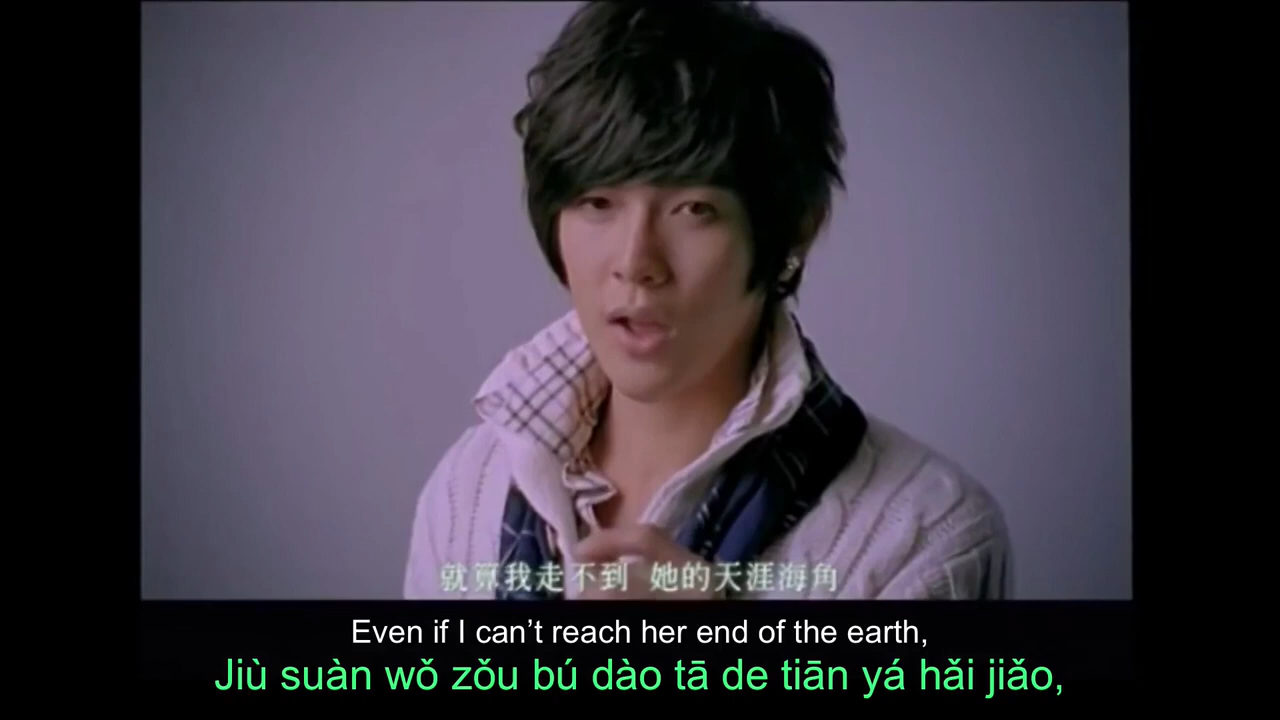 就算我走不到 她的天涯海角
Even if I can’t reach her end of the earth,
Jiù suàn wǒ zǒu bú dào tā de tiān yá hǎi jiǎo,